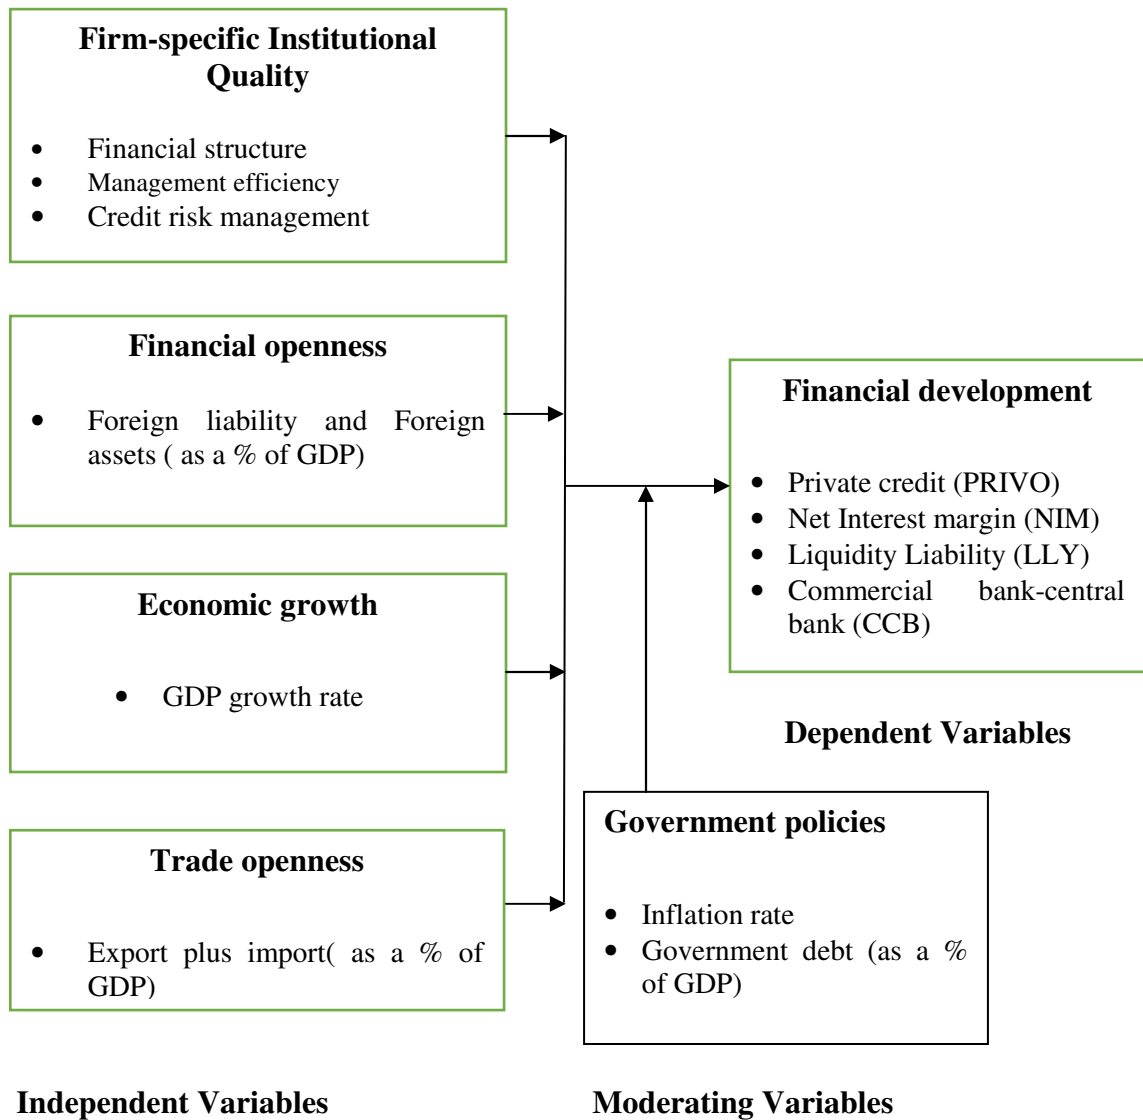 Firm-specific Institutional
Quality
• Financial structure
• Management efficiency
• Credit risk management
Financial openness
• Foreign liability and Foreign
assets ( as a % of GDP)
Economic growth
• GDP growth rate
Trade openness
• Export plus import( as a % of
GDP)
Independent Variables
Financial development
• Private credit (PRIVO)
• Net Interest margin (NIM)
• Liquidity Liability (LLY)
• Commercial bank-central
bank (CCB)
Dependent Variables
Government policies
• Inflation rate
• Government debt (as a %
of GDP)
Moderating Variables